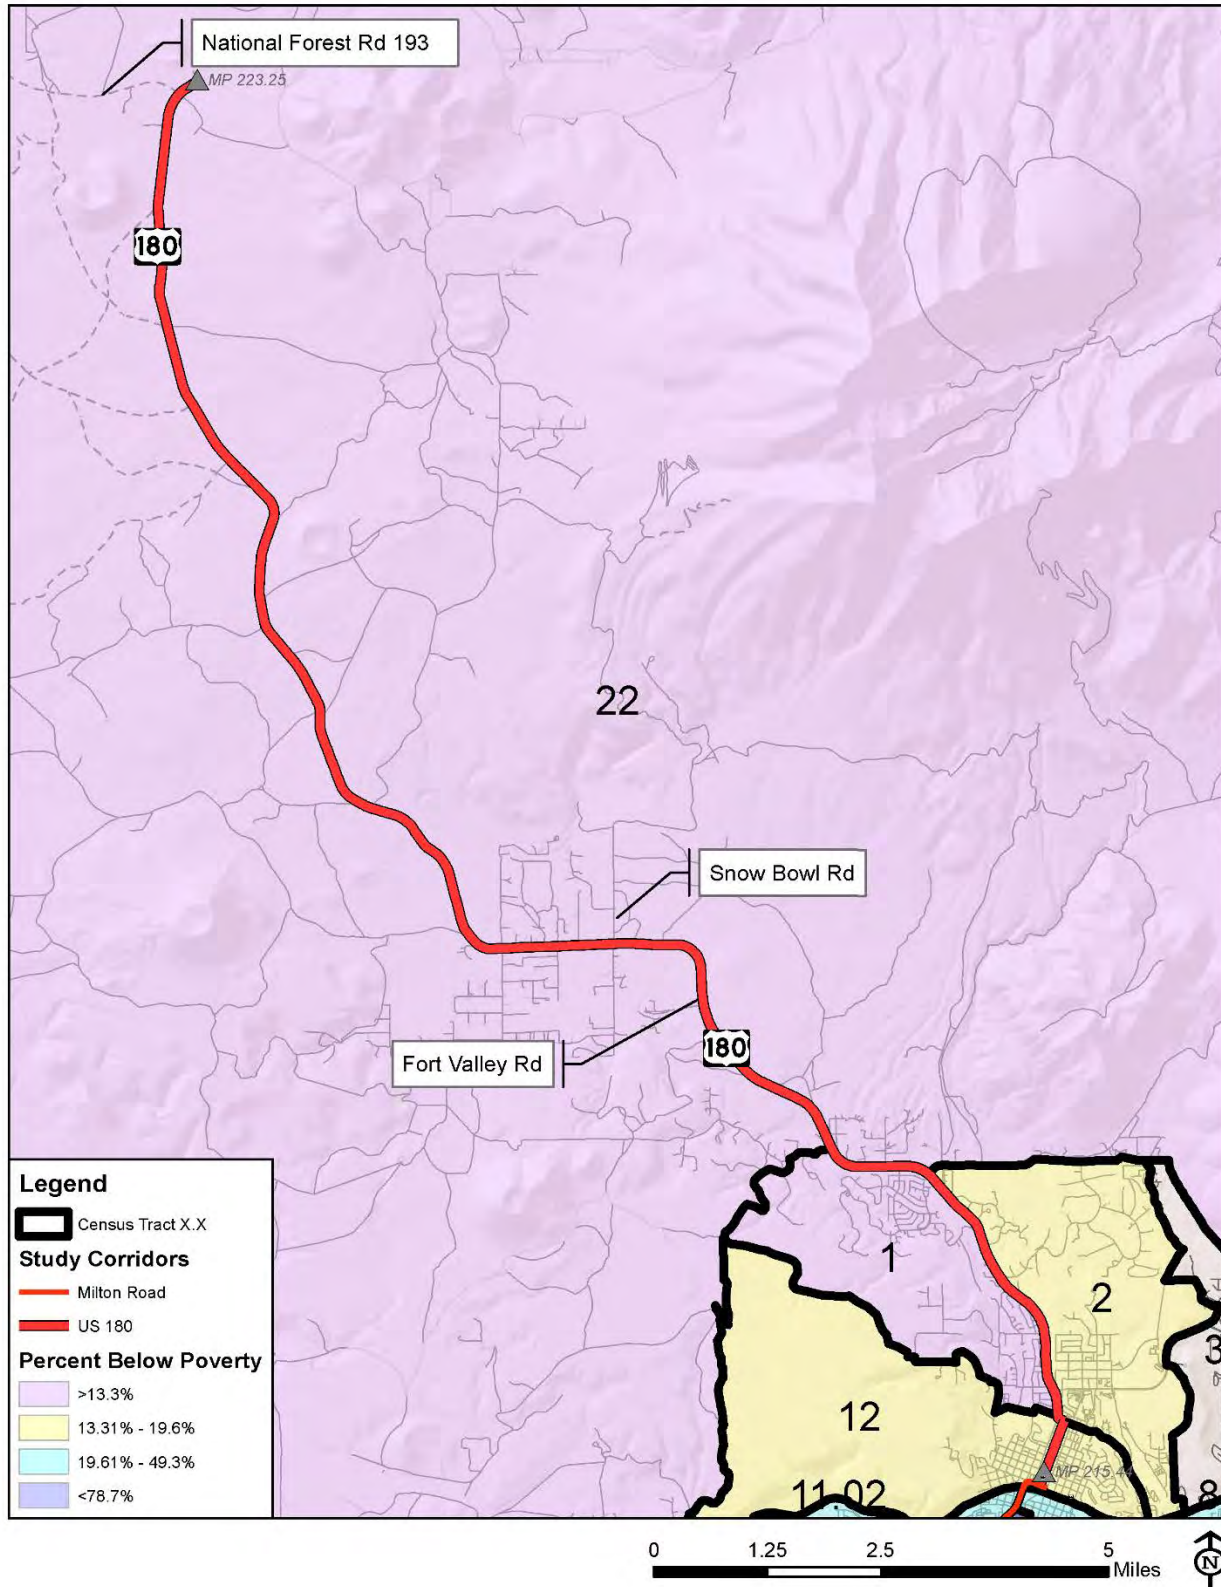 National Forest Rd 193
MP 223.25
180
22
Snow Bowl Rd
Fort Valley Rd
180
1
2
3
12
MP 215.44
11.02
8
Legend
Census Tract X.X
Study Corridors
Milton Road
US 180
Percent Below Poverty
>13.3%
13.31% - 19.6%
19.61% - 49.3%
<78.7%
0 1.25 2.5 5
Miles
N